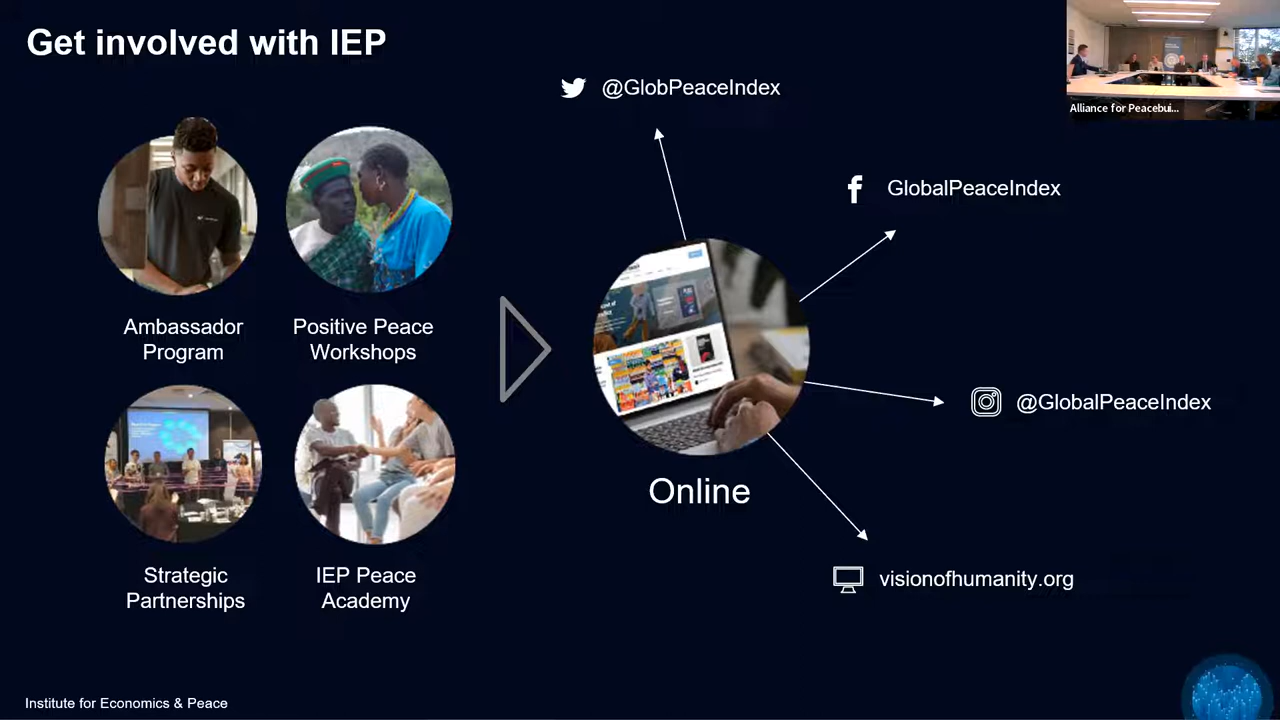 Get involved with IEP
@GlobPeaceIndex
Alliance for Peacebui...
GlobalPeaceIndex
Ambassador
Program
Positive Peace
Workshops
@GlobalPeaceIndex
Online
Strategic
Partnerships
IEP Peace
Academy
visionofhumanity.org
Institute for Economics & Peace